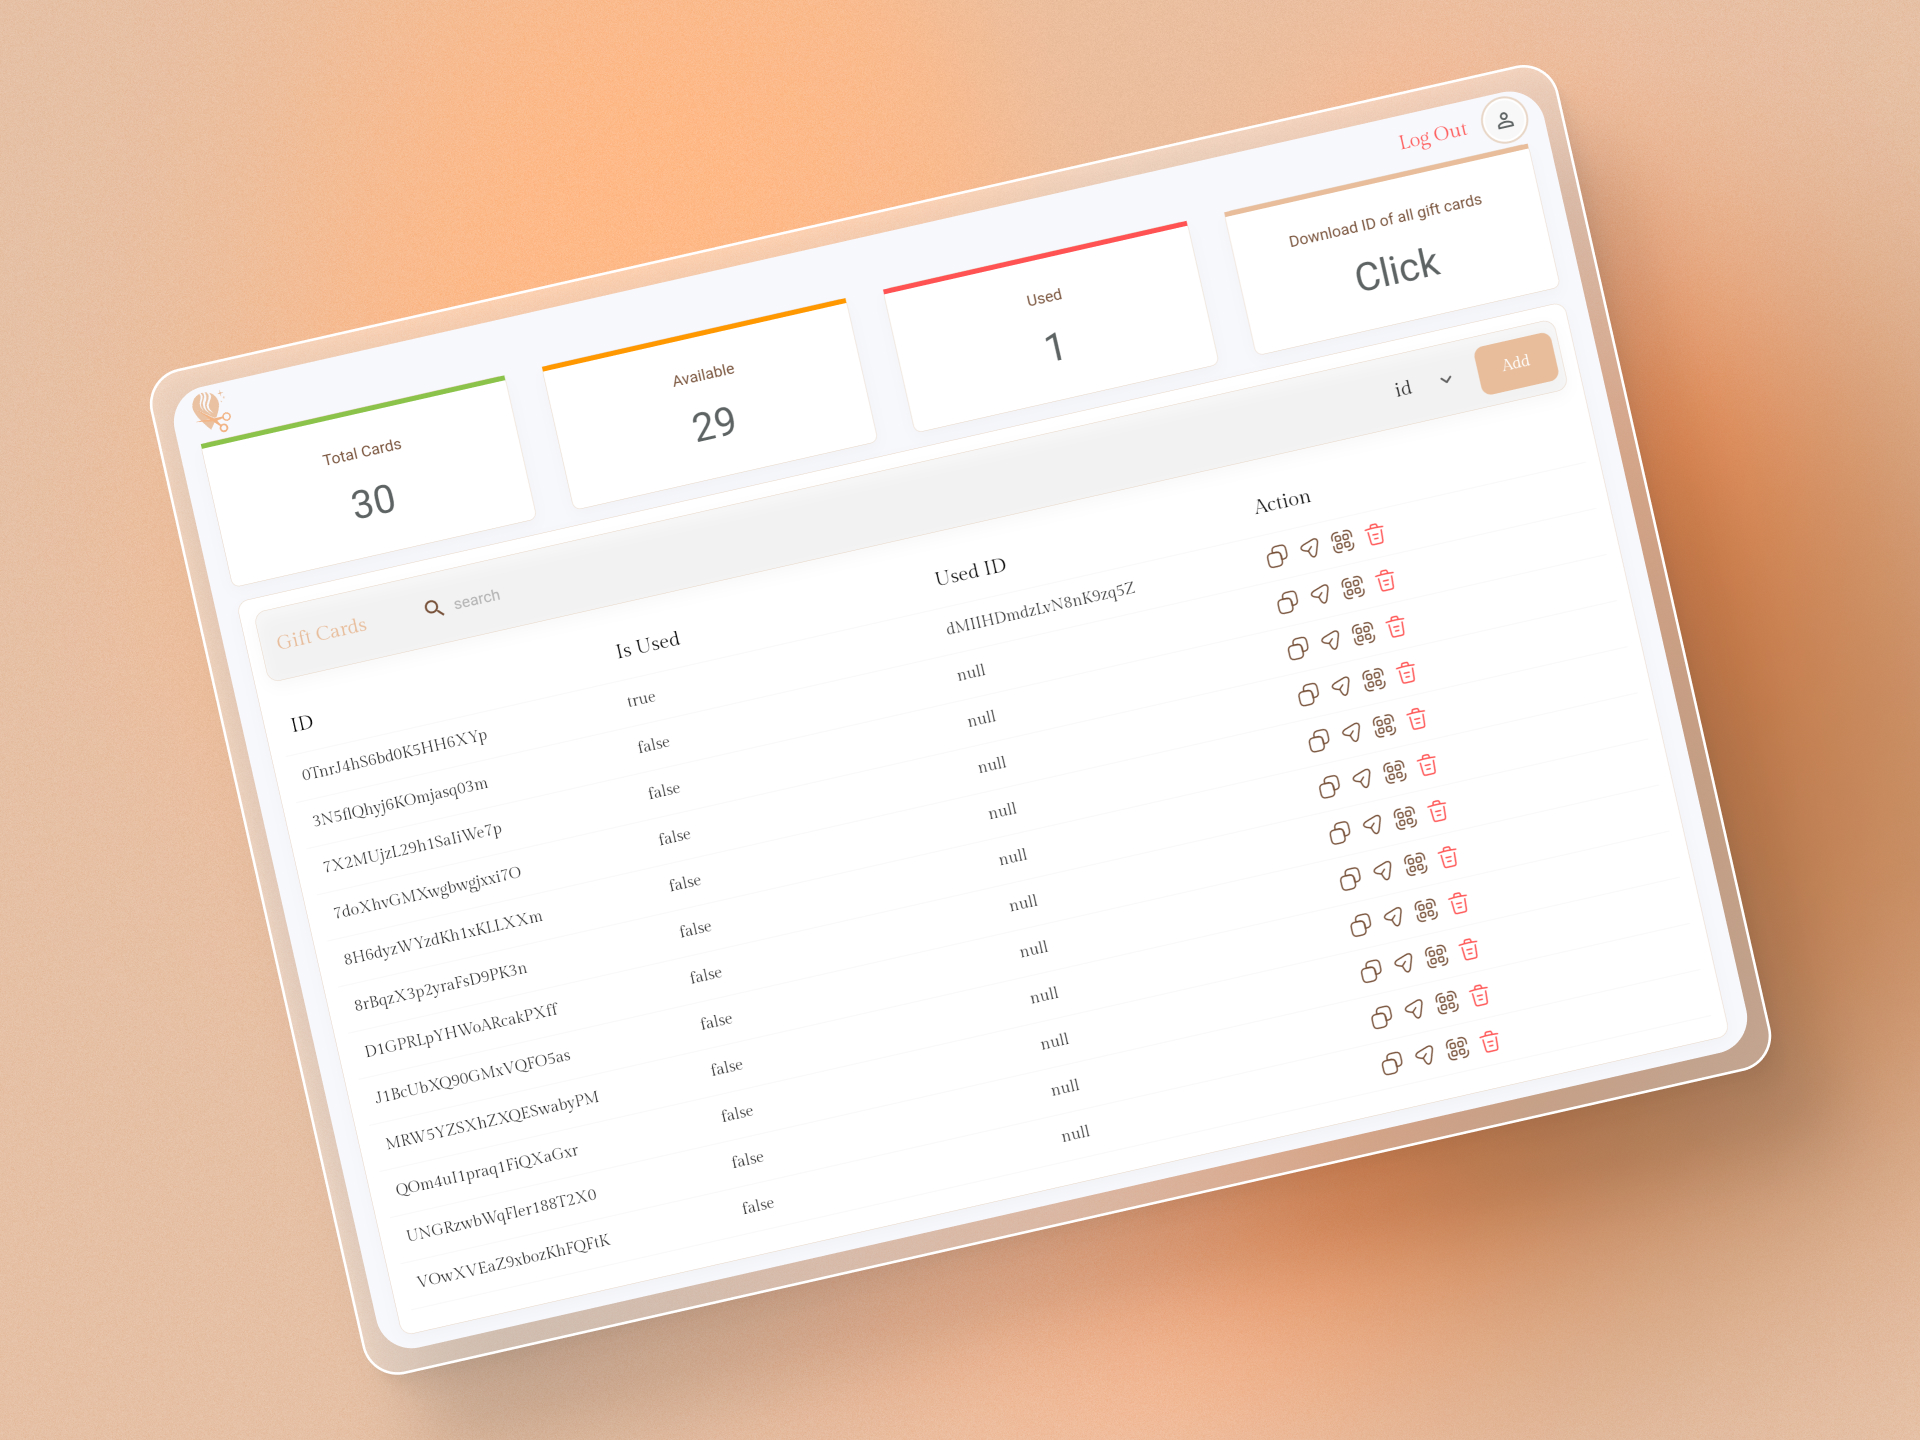 Log Out
Total Cards
30
Available
29
Used
1
Download ID of all gift cards
Click
Gift Cards
search
id
Add
ID Is Used Used ID Action
0TnrJ4hS6bd0K5HH6XYp true dMIIHDmdzLvN8nK9zq5Z
3N5flQhyj6KOmjasq03m false null
7X2MUjzL29h1SaIiWe7p false null
7doXhvGMXwgbwgjxxi7O false null
8H6dyzWYzdKh1xKLLXXm false null
8rBqzX3p2yraFsD9PK3n false null
D1GPRLpYHWoARcakPXff false null
J1BcUbXQ90GMxVQFO5as false null
MRW5YZSXhZXQESwabyPM false null
QOm4uI1praq1FiQXaGxr false null
UNGRzwbWqFler188T2X0 false null
VOwXVEaZ9xbozKhFQFtK false null